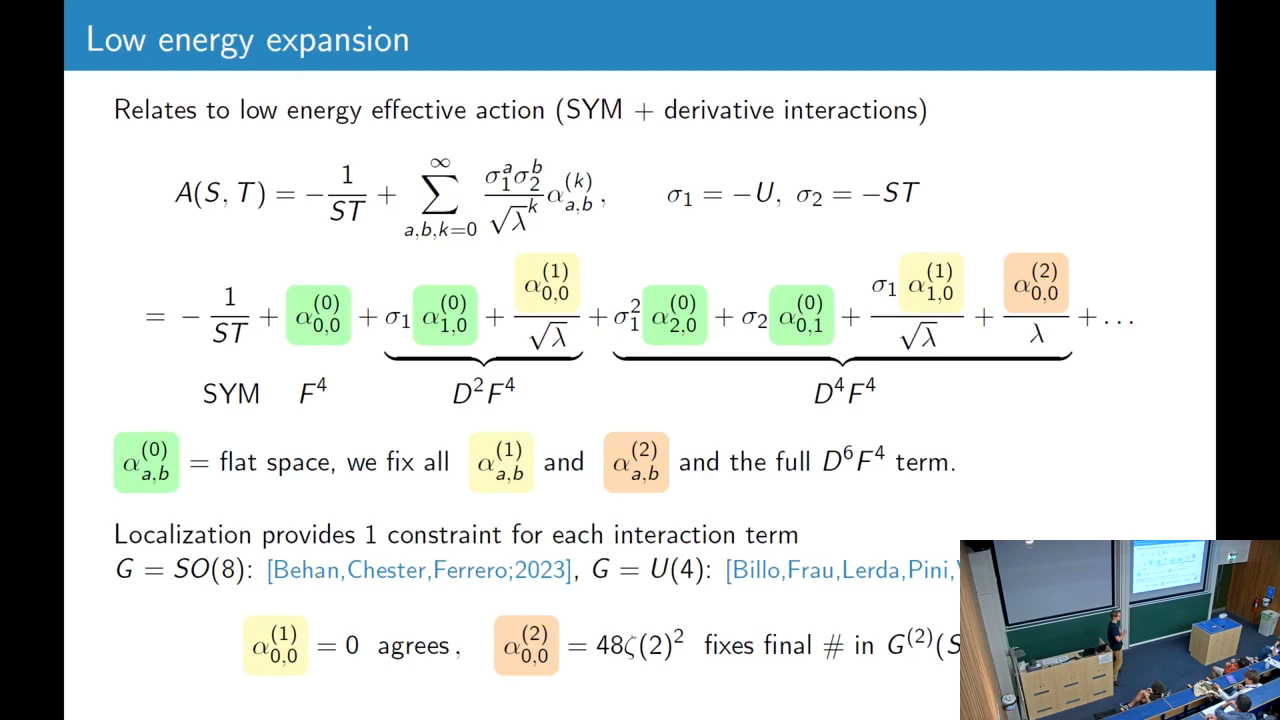 Low energy expansion
Relates to low energy effective action (SYM + derivative interactions)
A(S, T) = −1/(ST) + ∑_{a,b,k=0}^{∞} (σ₁^a σ₂^b / √λ^k) α_{a,b}^{(k)} , σ₁ = −U, σ₂ = −ST
= − 1/(ST) + α_{0,0}^{(0)} + σ₁ α_{1,0}^{(0)} + α_{0,0}^{(1)}/√λ + σ₁² α_{2,0}^{(0)} + σ₂ α_{0,1}^{(0)} + σ₁ α_{1,0}^{(1)}/√λ + α_{0,0}^{(2)}/λ + ...
SYM F⁴ D²F⁴ D⁴F⁴
α_{a,b}^{(0)} = flat space, we fix all α_{a,b}^{(1)} and α_{a,b}^{(2)} and the full D⁶F⁴ term.
Localization provides 1 constraint for each interaction term
G = SO(8): [Behan,Chester,Ferrero;2023], G = U(4): [Billo,Frau,Lerda,Pini,
α_{0,0}^{(1)} = 0 agrees , α_{0,0}^{(2)} = 48ζ(2)² fixes final # in G^{(2)}(S